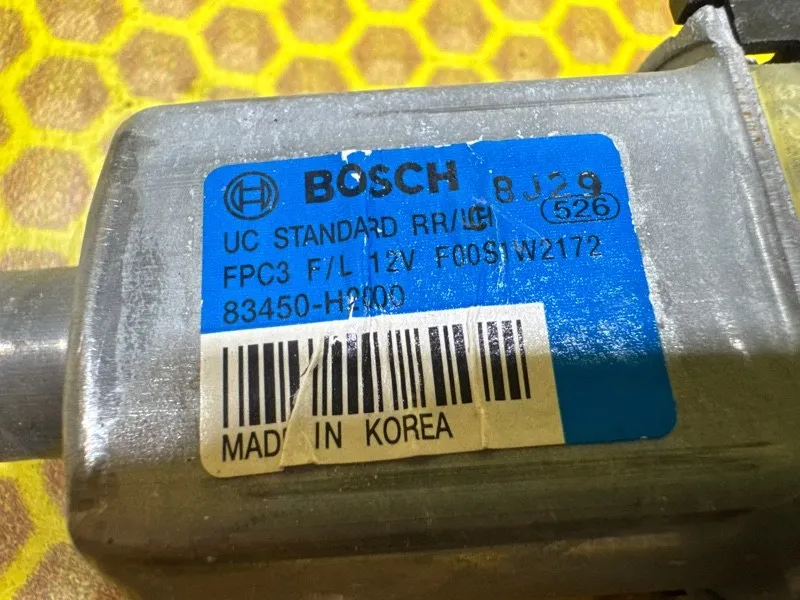 BOSCH 8J29
UC STANDARD RR/LH 526
FPC3 F/L 12V F00S1W2172
83450-H2000
MADE IN KOREA